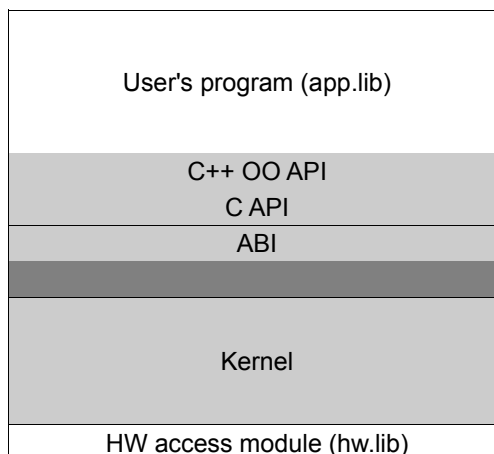 User's program (app.lib)
C++ OO API
C API
ABI
Kernel
HW access module (hw.lib)